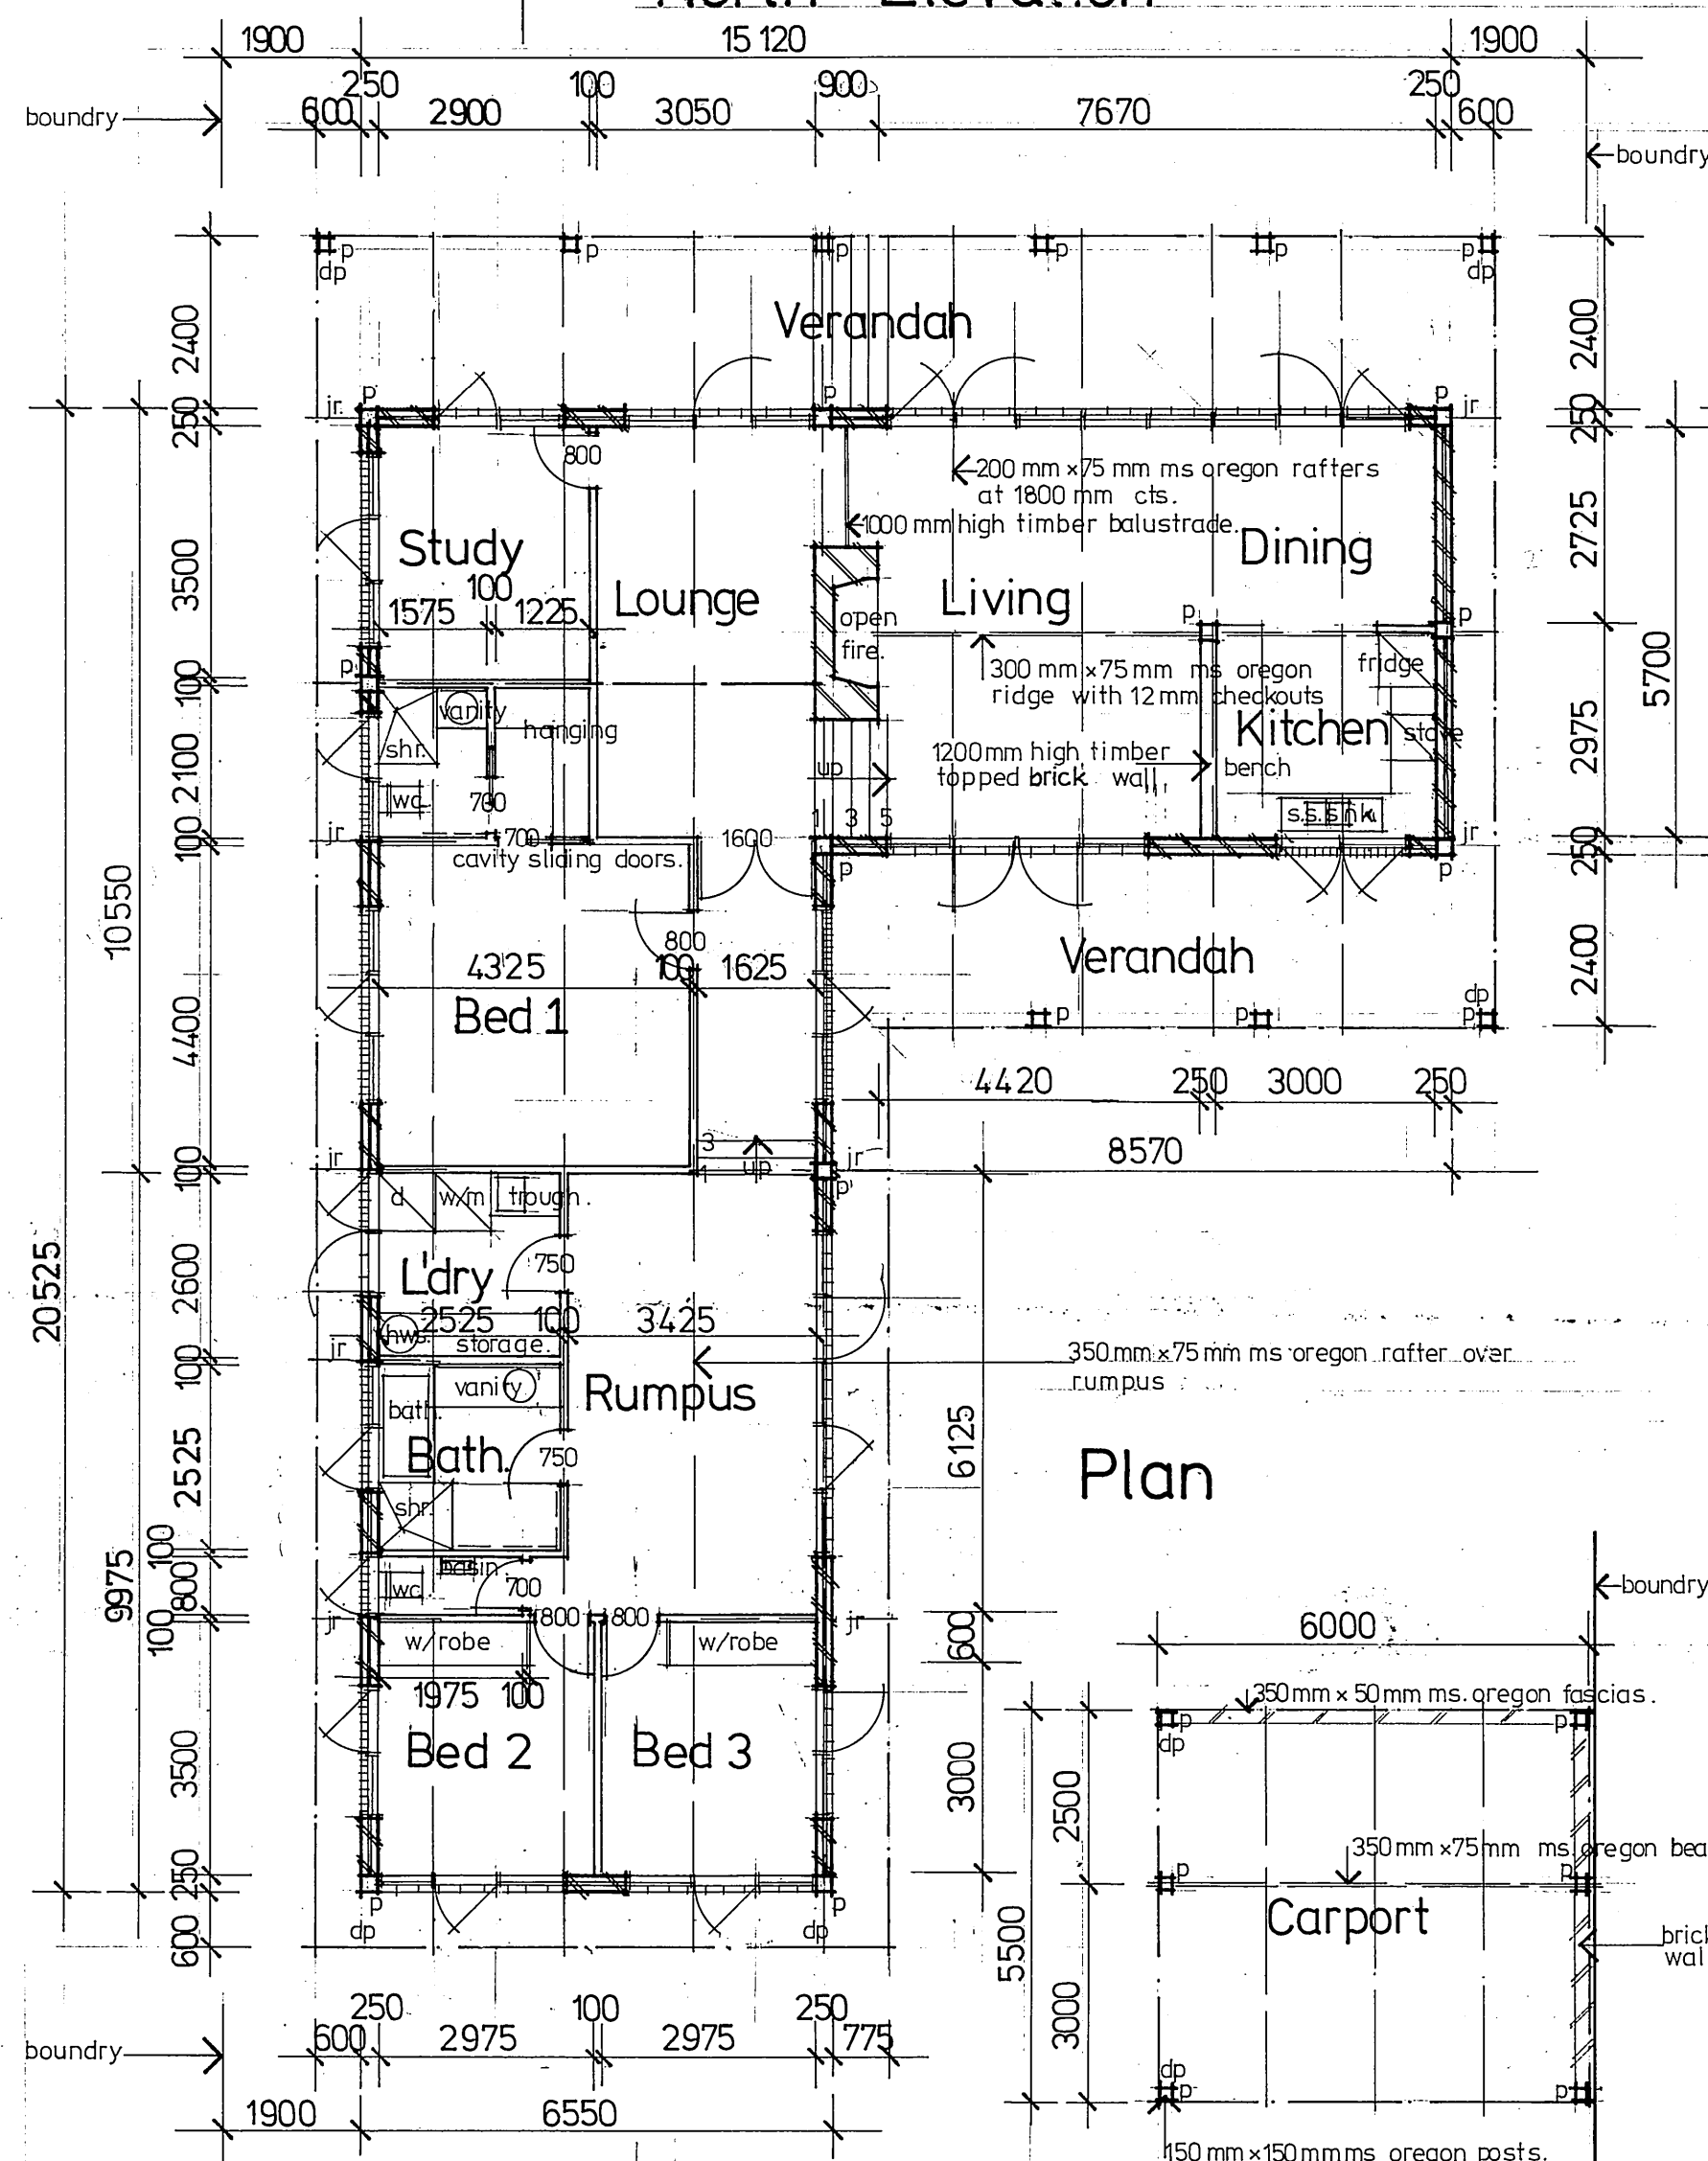 North Elevation
1900 15120 1900
250 100 900 250
600 2900 3050 7670 600
boundry
boundry
p p p p p p
dp dp
Verandah
2400 2400
p p p
jr jr
250 250
800
200 mm x 75 mm ms oregon rafters
at 1800 mm cts.
1000 mm high timber balustrade.
Study
Dining
3500 2725
100
1575 1225
Lounge
Living
open
fire.
p p
300 mm x 75 mm ms oregon
ridge with 12 mm checkouts
fridge
5700
p
100
vanity
hanging
shr.
Kitchen
stove
1200mm high timber
topped brick wall.
bench
up
2100 2975
wc
700
s.s.sink
1 3 5
jr jr
100 250
700
cavity sliding doors.
1600
p p
10550
800
Verandah
4325 100 1625
Bed 1
4400 2400
dp
p p p
4420 250 3000 250
3
up
1
jr jr
8570
100
p
d w/m trough.
750
L'dry
20525
2600
2525 100 3425
hws.
storage.
jr
350 mm x 75 mm ms oregon rafter over
rumpus
100
vanity
bath.
Rumpus
Bath.
750
2525
6125
Plan
shr.
100
basin.
wc
700
800
9975
100
jr jr
800 800
boundry
w/robe w/robe
600
6000
1975 100
350 mm x 50 mm ms. oregon fascias.
p p
dp
Bed 2 Bed 3
3500 3000 2500
350 mm x 75 mm ms oregon bea
p p
250
p p
dp dp
Carport
600
5500
brick
wal
3000
250 100 250
600 2975 2975 775
boundry
dp
p p
1900 6550
150 mm x 150 mm ms oregon posts.